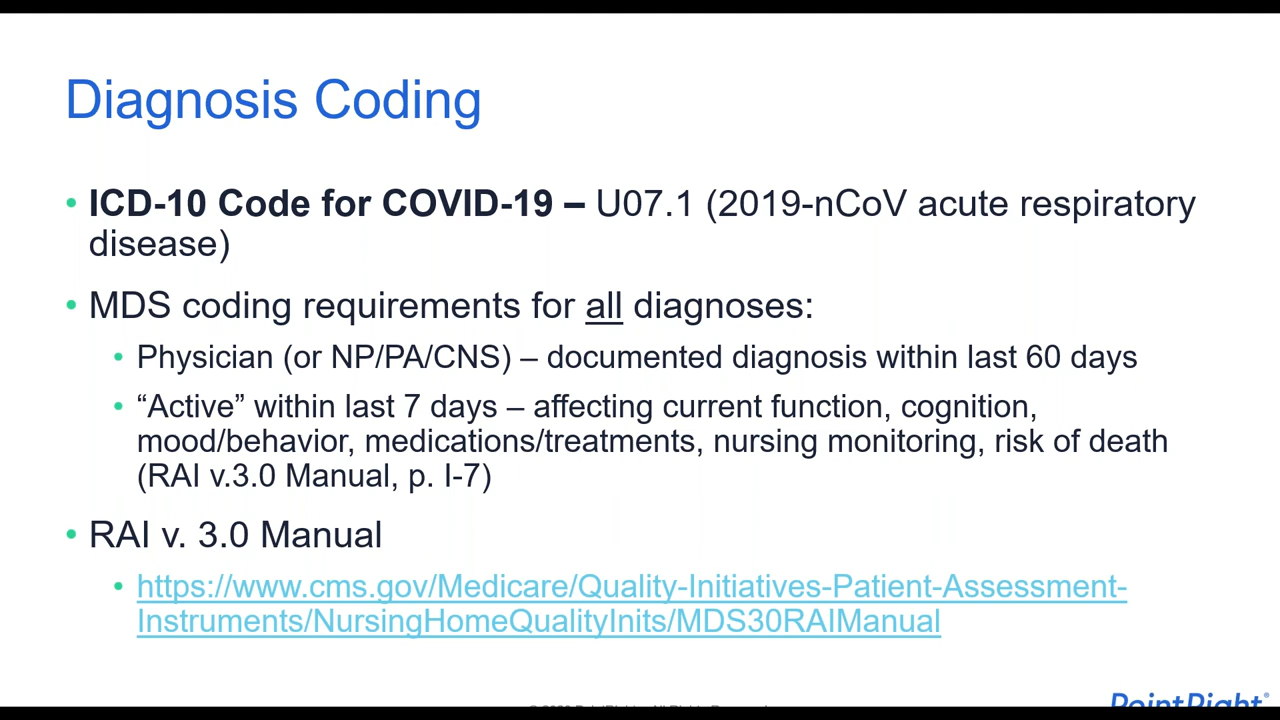 Diagnosis Coding
• ICD-10 Code for COVID-19 – U07.1 (2019-nCoV acute respiratory
disease)
• MDS coding requirements for all diagnoses:
• Physician (or NP/PA/CNS) – documented diagnosis within last 60 days
• “Active” within last 7 days – affecting current function, cognition,
mood/behavior, medications/treatments, nursing monitoring, risk of death
(RAI v.3.0 Manual, p. I-7)
• RAI v. 3.0 Manual
• https://www.cms.gov/Medicare/Quality-Initiatives-Patient-Assessment-
Instruments/NursingHomeQualityInits/MDS30RAIManual
PointRight®